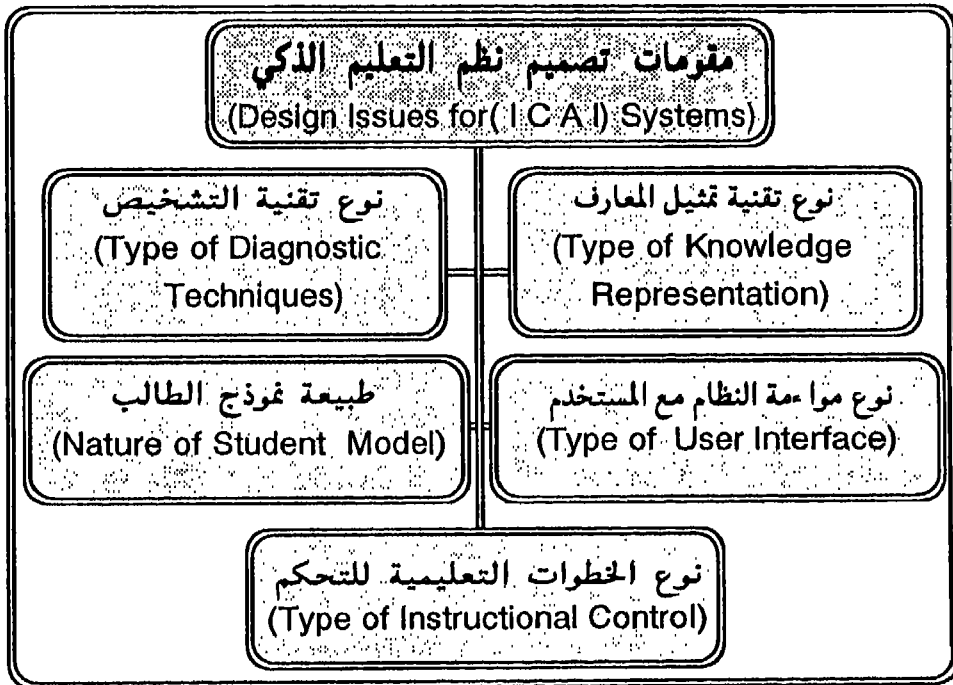 مقومات تصميم نظم التعليم الذكي
(Design Issues for( I C A I) Systems)
نوع تقنية تمثيل المعارف
(Type of Knowledge
Representation)
نوع تقنية التشخيص
(Type of Diagnostic
Techniques)
نوع مواءمة النظام مع المستخدم
(Type of User Interface)
طبيعة نموذج الطالب
(Nature of Student Model)
نوع الخطوات التعليمية للتحكم
(Type of Instructional Control)